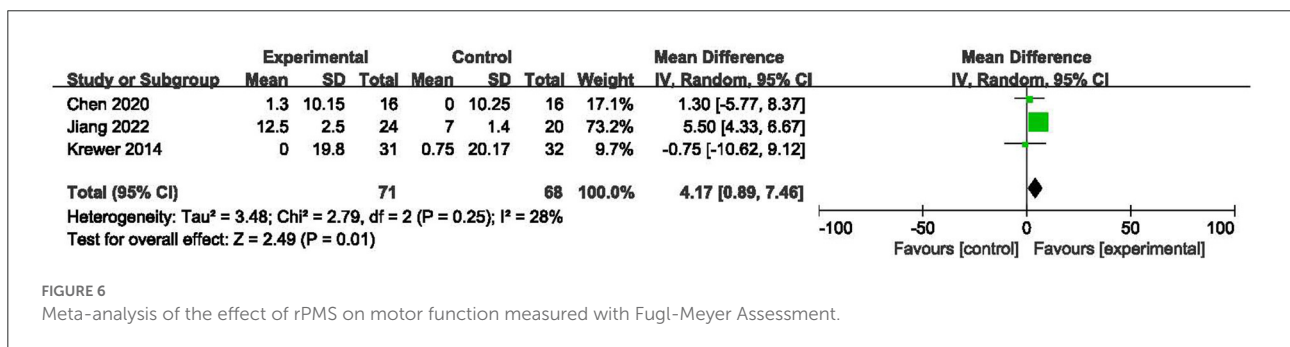 Experimental Control Mean Difference Mean Difference
Study or Subgroup Mean SD Total Mean SD Total Weight IV, Random, 95% CI IV, Random, 95% CI
Chen 2020 1.3 10.15 16 0 10.25 16 17.1% 1.30 [-5.77, 8.37]
Jiang 2022 12.5 2.5 24 7 1.4 20 73.2% 5.50 [4.33, 6.67]
Krewer 2014 0 19.8 31 0.75 20.17 32 9.7% -0.75 [-10.62, 9.12]
Total (95% CI) 71 68 100.0% 4.17 [0.89, 7.46]
Heterogeneity: Tau² = 3.48; Chi² = 2.79, df = 2 (P = 0.25); I² = 28%
Test for overall effect: Z = 2.49 (P = 0.01)
-100 -50 0 50 100
Favours [control] Favours [experimental]
FIGURE 6
Meta-analysis of the effect of rPMS on motor function measured with Fugl-Meyer Assessment.